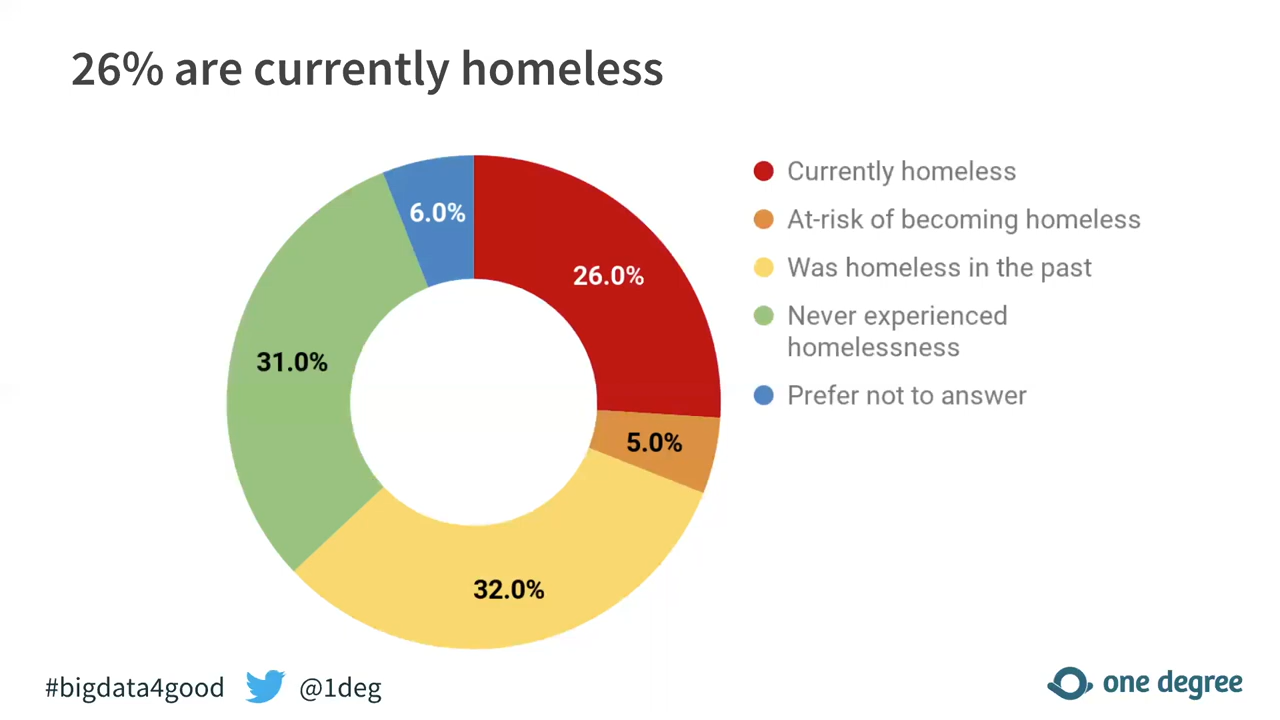 26% are currently homeless
6.0%
26.0%
31.0%
5.0%
32.0%
Currently homeless
At-risk of becoming homeless
Was homeless in the past
Never experienced
homelessness
Prefer not to answer
#bigdata4good @1deg
one degree